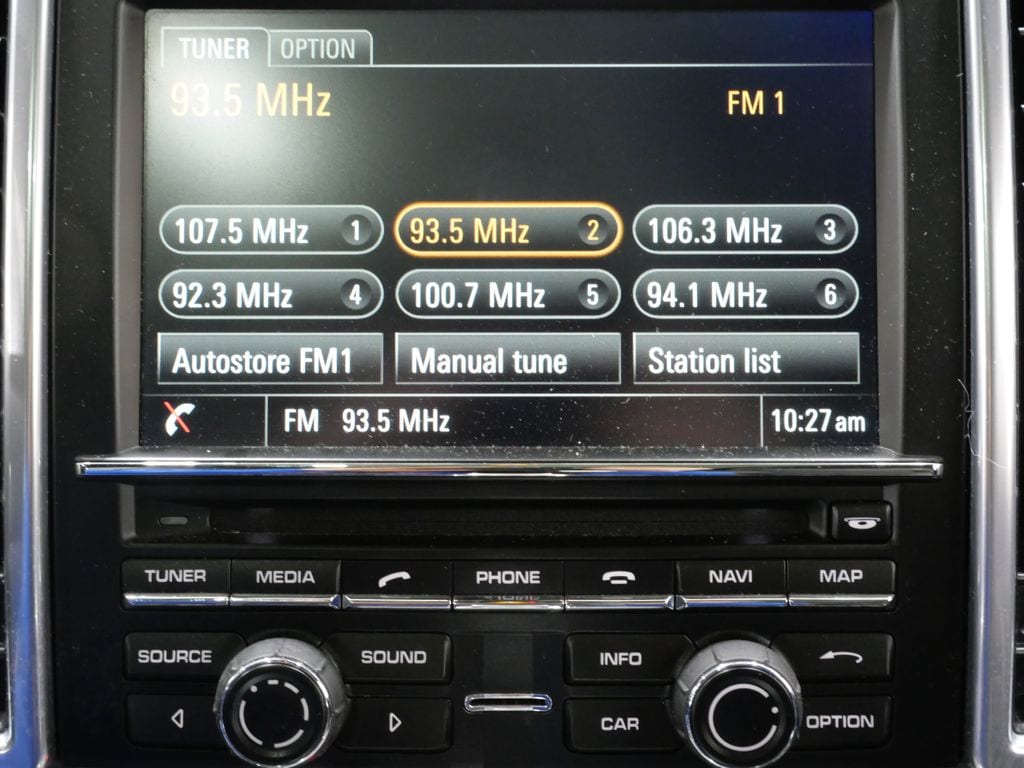 TUNER OPTION
93.5 MHz FM 1
107.5 MHz 1 93.5 MHz 2 106.3 MHz 3
92.3 MHz 4 100.7 MHz 5 94.1 MHz 6
Autostore FM1 Manual tune Station list
FM 93.5 MHz 10:27 am
TUNER MEDIA PHONE NAVI MAP
SOURCE SOUND INFO
CAR OPTION